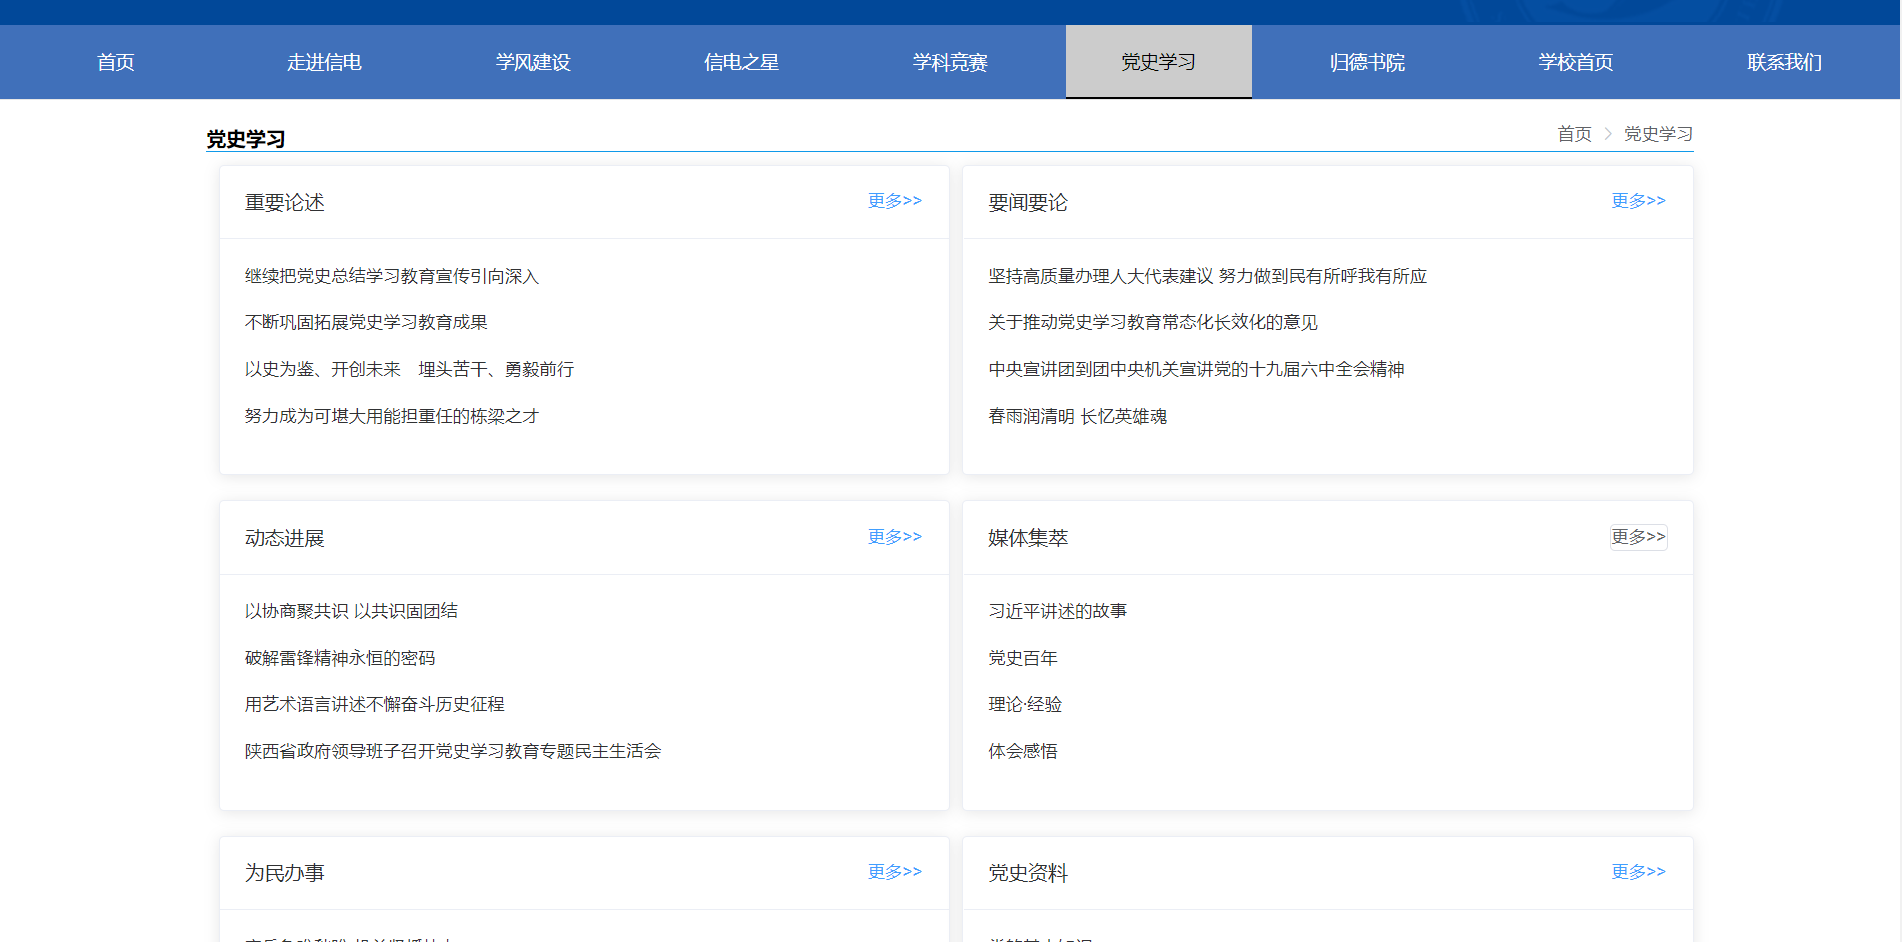 首页 走进信电 学风建设 信电之星 学科竞赛 党史学习 归德书院 学校首页 联系我们
党史学习
首页 > 党史学习
重要论述 更多>>
继续把党史总结学习教育宣传引向深入
不断巩固拓展党史学习教育成果
以史为鉴、开创未来　埋头苦干、勇毅前行
努力成为可堪大用能担重任的栋梁之才
要闻要论 更多>>
坚持高质量办理人大代表建议 努力做到民有所呼我有所应
关于推动党史学习教育常态化长效化的意见
中央宣讲团到团中央机关宣讲党的十九届六中全会精神
春雨润清明 长忆英雄魂
动态进展 更多>>
以协商聚共识 以共识固团结
破解雷锋精神永恒的密码
用艺术语言讲述不懈奋斗历史征程
陕西省政府领导班子召开党史学习教育专题民主生活会
媒体集萃 更多>>
习近平讲述的故事
党史百年
理论·经验
体会感悟
为民办事 更多>>
党史资料 更多>>